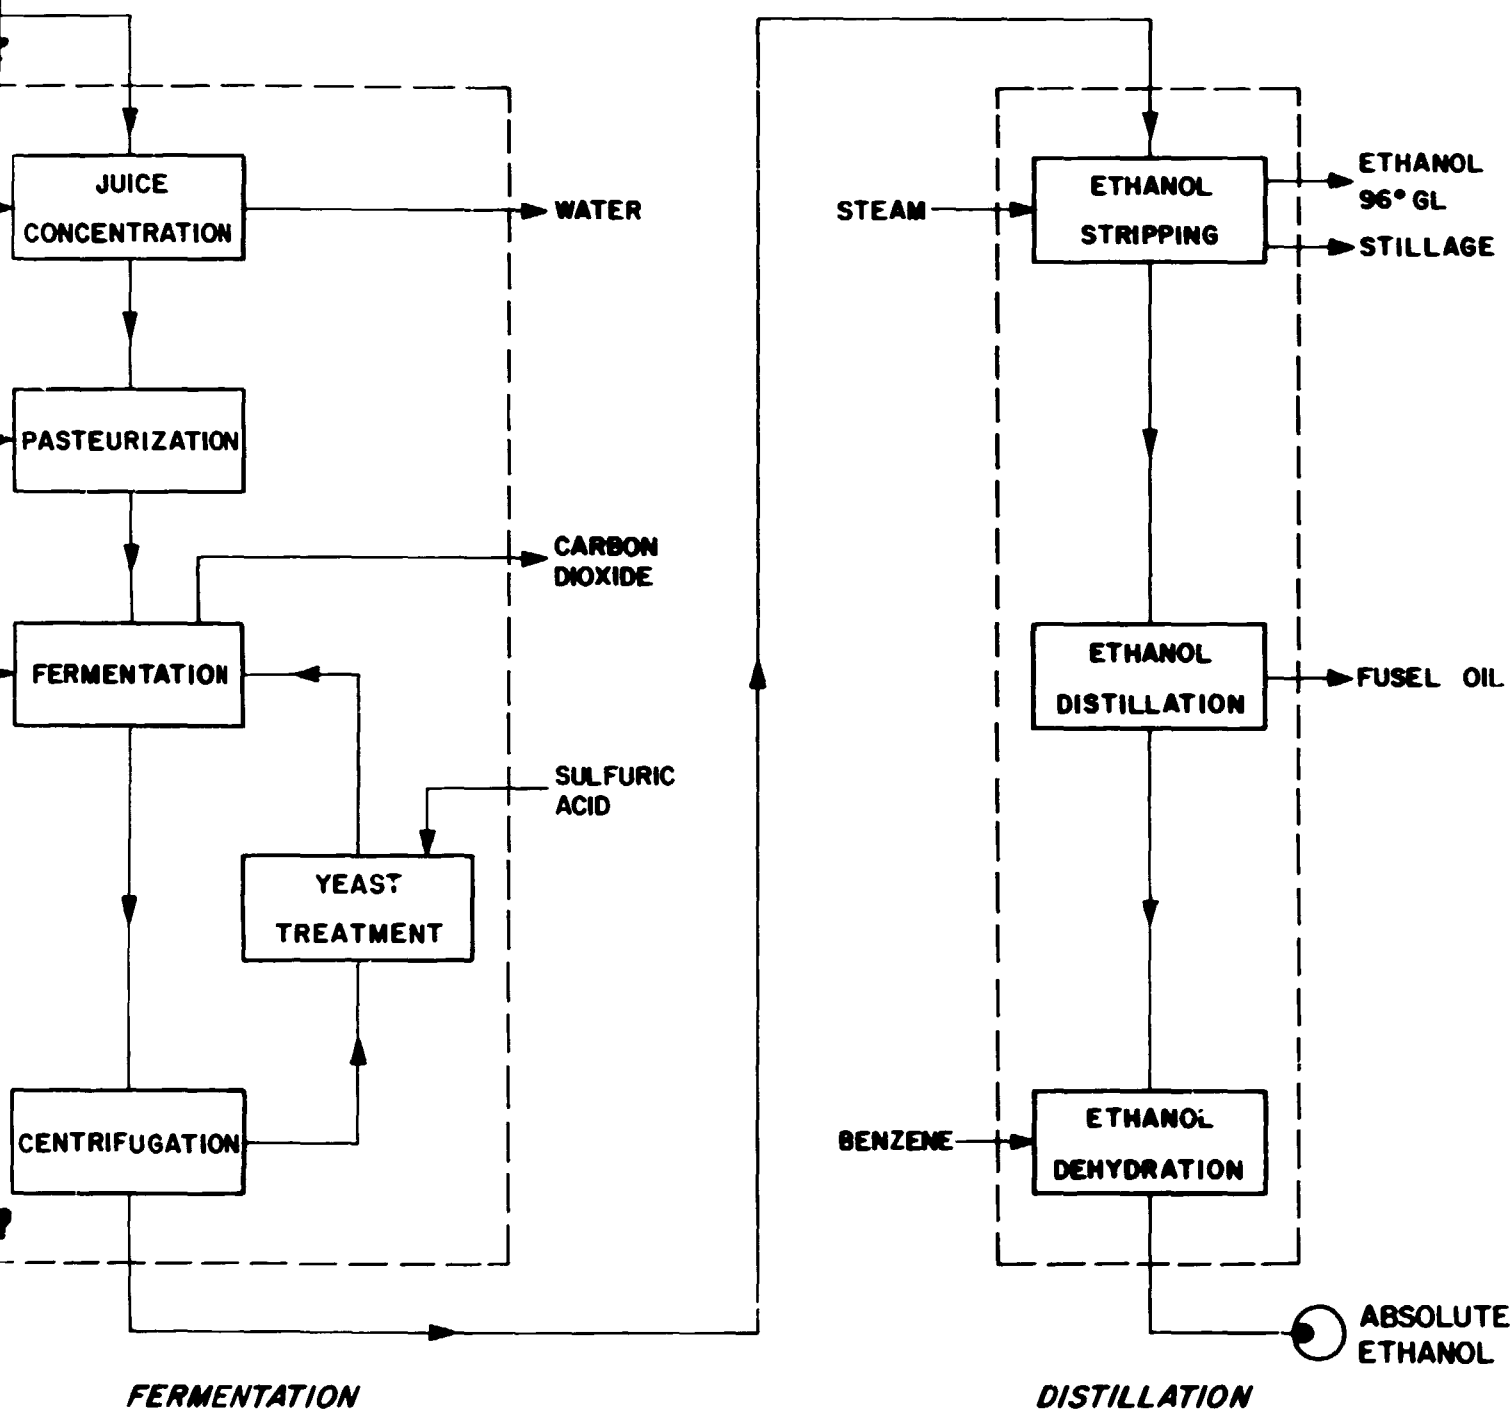 JUICE
CONCENTRATION
WATER
PASTEURIZATION
CARBON
DIOXIDE
FERMENTATION
SULFURIC
ACID
YEAST
TREATMENT
CENTRIFUGATION
FERMENTATION
STEAM
ETHANOL
STRIPPING
ETHANOL
96° GL
STILLAGE
ETHANOL
DISTILLATION
FUSEL OIL
BENZENE
ETHANOL
DEHYDRATION
ABSOLUTE
ETHANOL
DISTILLATION